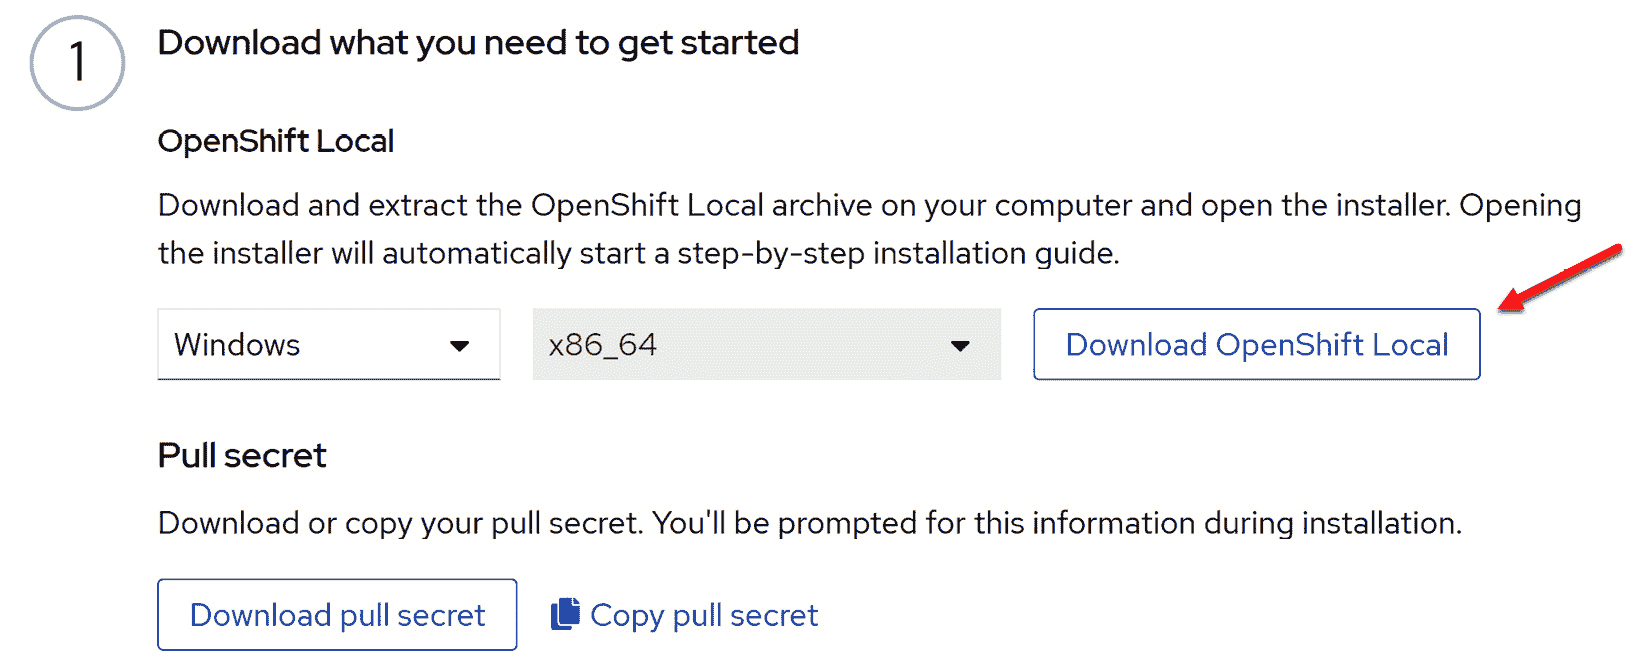 1
Download what you need to get started
OpenShift Local
Download and extract the OpenShift Local archive on your computer and open the installer. Opening
the installer will automatically start a step-by-step installation guide.
Windows
x86_64
Download OpenShift Local
Pull secret
Download or copy your pull secret. You'll be prompted for this information during installation.
Download pull secret
Copy pull secret